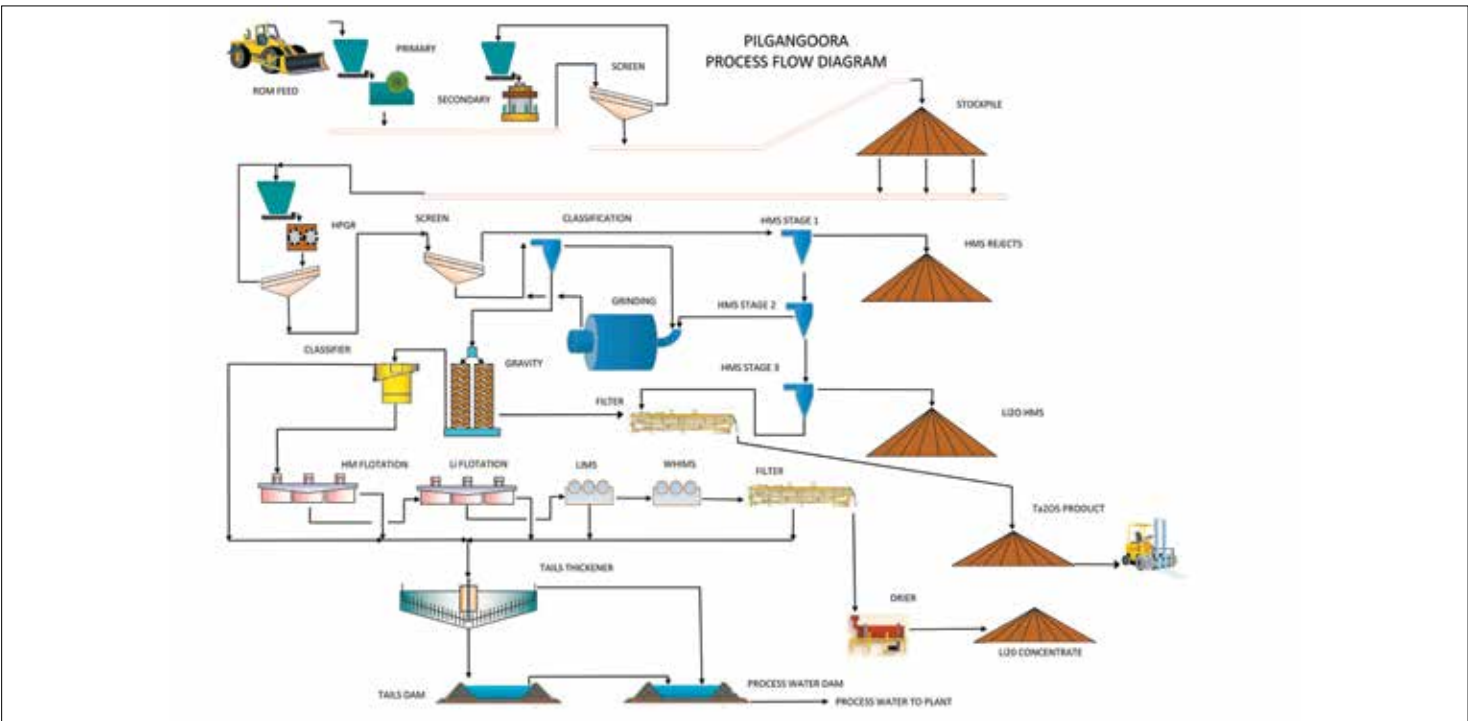 PILGANGOORA
PROCESS FLOW DIAGRAM
PRIMARY
SCREEN
ROM FEED
SECONDARY
STOCKPILE
HPGR
SCREEN
CLASSIFICATION
HMS STAGE 1
HMS REJECTS
GRINDING
HMS STAGE 2
CLASSIFIER
GRAVITY
HMS STAGE 3
FILTER
LI2O HMS
HM FLOTATION
Li FLOTATION
LIMS
WHIMS
FILTER
Ta2O5 PRODUCT
TAILS THICKENER
DRIER
LI20 CONCENTRATE
TAILS DAM
PROCESS WATER DAM
PROCESS WATER TO PLANT